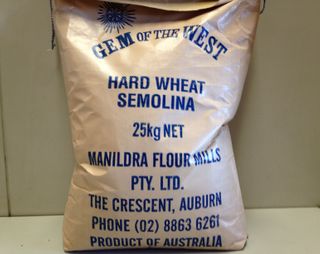 GEM OF THE WEST
HARD WHEAT
SEMOLINA
25kg NET
MANILDRA FLOUR MILLS
PTY. LTD.
THE CRESCENT, AUBURN
PHONE (02) 8863 6261
PRODUCT OF AUSTRALIA